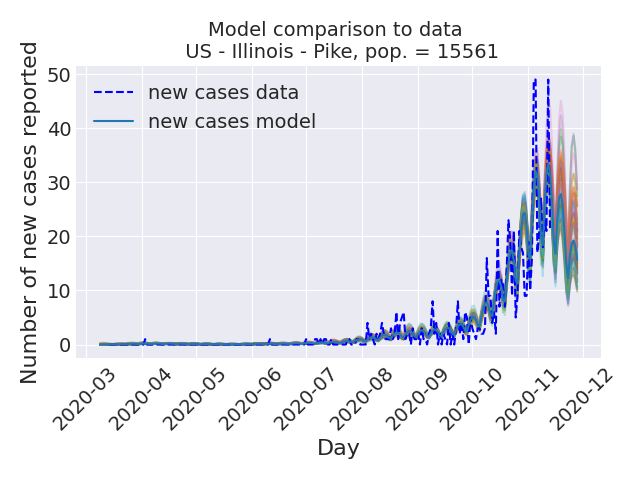 Model comparison to data
US - Illinois - Pike, pop. = 15561
Number of new cases reported
50
40
30
20
10
0
new cases data
new cases model
2020-03
2020-04
2020-05
2020-06
2020-07
2020-08
2020-09
2020-10
2020-11
2020-12
Day